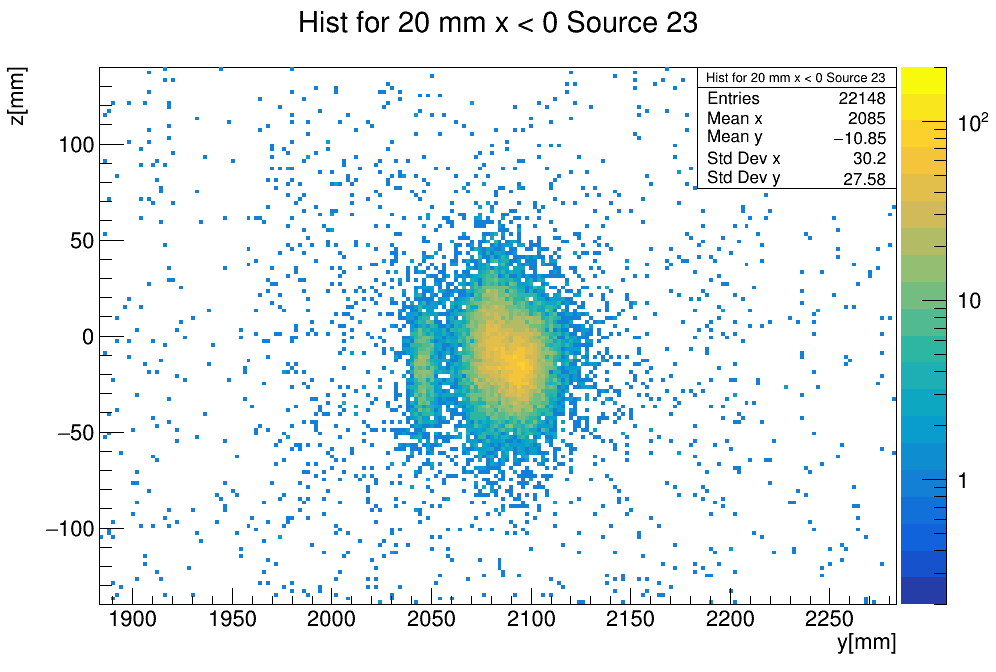 Hist for 20 mm x < 0 Source 23
z[mm]
Hist for 20 mm x < 0 Source 23
Entries 22148
Mean x 2085
Mean y −10.85
Std Dev x 30.2
Std Dev y 27.58
100
50
0
−50
−100
1900 1950 2000 2050 2100 2150 2200 2250
y[mm]
10²
10
1